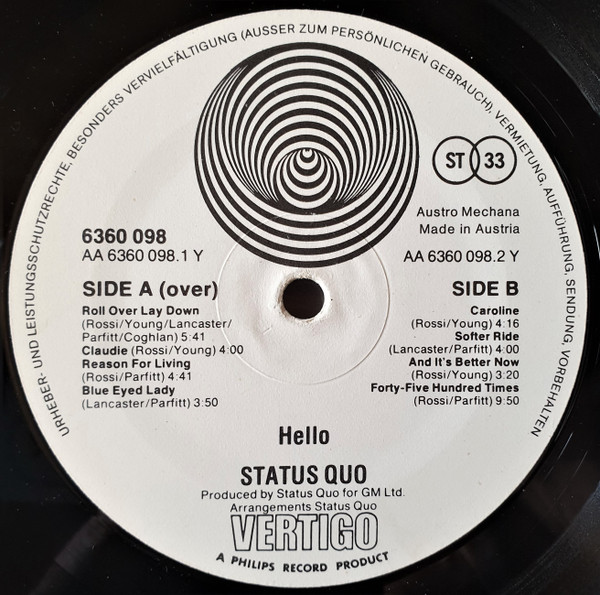 URHEBER- UND LEISTUNGSSCHUTZRECHTE, BESONDERS VERVIELFÄLTIGUNG (AUSSER ZUM PERSÖNLICHEN GEBRAUCH), VERMIETUNG, AUFFÜHRUNG, SENDUNG, VORBEHALTEN
ST 33
Austro Mechana
Made in Austria
6360 098
AA 6360 098.1 Y
AA 6360 098.2 Y
SIDE A (over)
Roll Over Lay Down
(Rossi/Young/Lancaster/
Parfitt/Coghlan) 5:41
Claudie (Rossi/Young) 4:00
Reason For Living
(Rossi/Parfitt) 4:41
Blue Eyed Lady
(Lancaster/Parfitt) 3:50
SIDE B
Caroline
(Rossi/Young) 4:16
Softer Ride
(Lancaster/Parfitt) 4:00
And It's Better Now
(Rossi/Young) 3:20
Forty-Five Hundred Times
(Rossi/Parfitt) 9:50
Hello
STATUS QUO
Produced by Status Quo for GM Ltd.
Arrangements Status Quo
VERTIGO
A PHILIPS RECORD PRODUCT